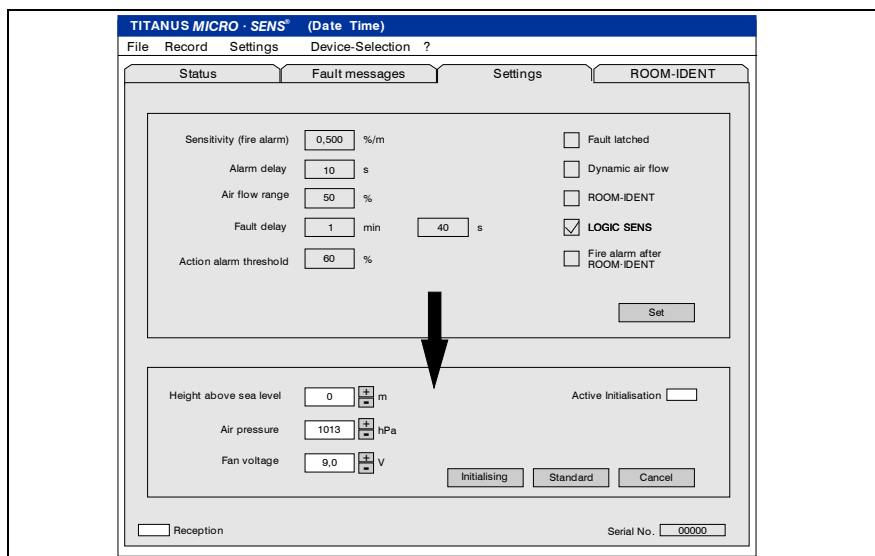 TITANUS MICRO · SENS® (Date Time)
File Record Settings Device-Selection ?
Status Fault messages Settings ROOM-IDENT
Sensitivity (fire alarm) 0,500 %/m Fault latched
Alarm delay 10 s Dynamic air flow
Air flow range 50 % ROOM-IDENT
Fault delay 1 min 40 s LOGIC SENS
Action alarm threshold 60 % Fire alarm after
ROOM-IDENT
Set
Height above sea level 0 + - m Active Initialisation
Air pressure 1013 + - hPa
Fan voltage 9,0 + - V
Initialising Standard Cancel
Reception Serial No. 00000